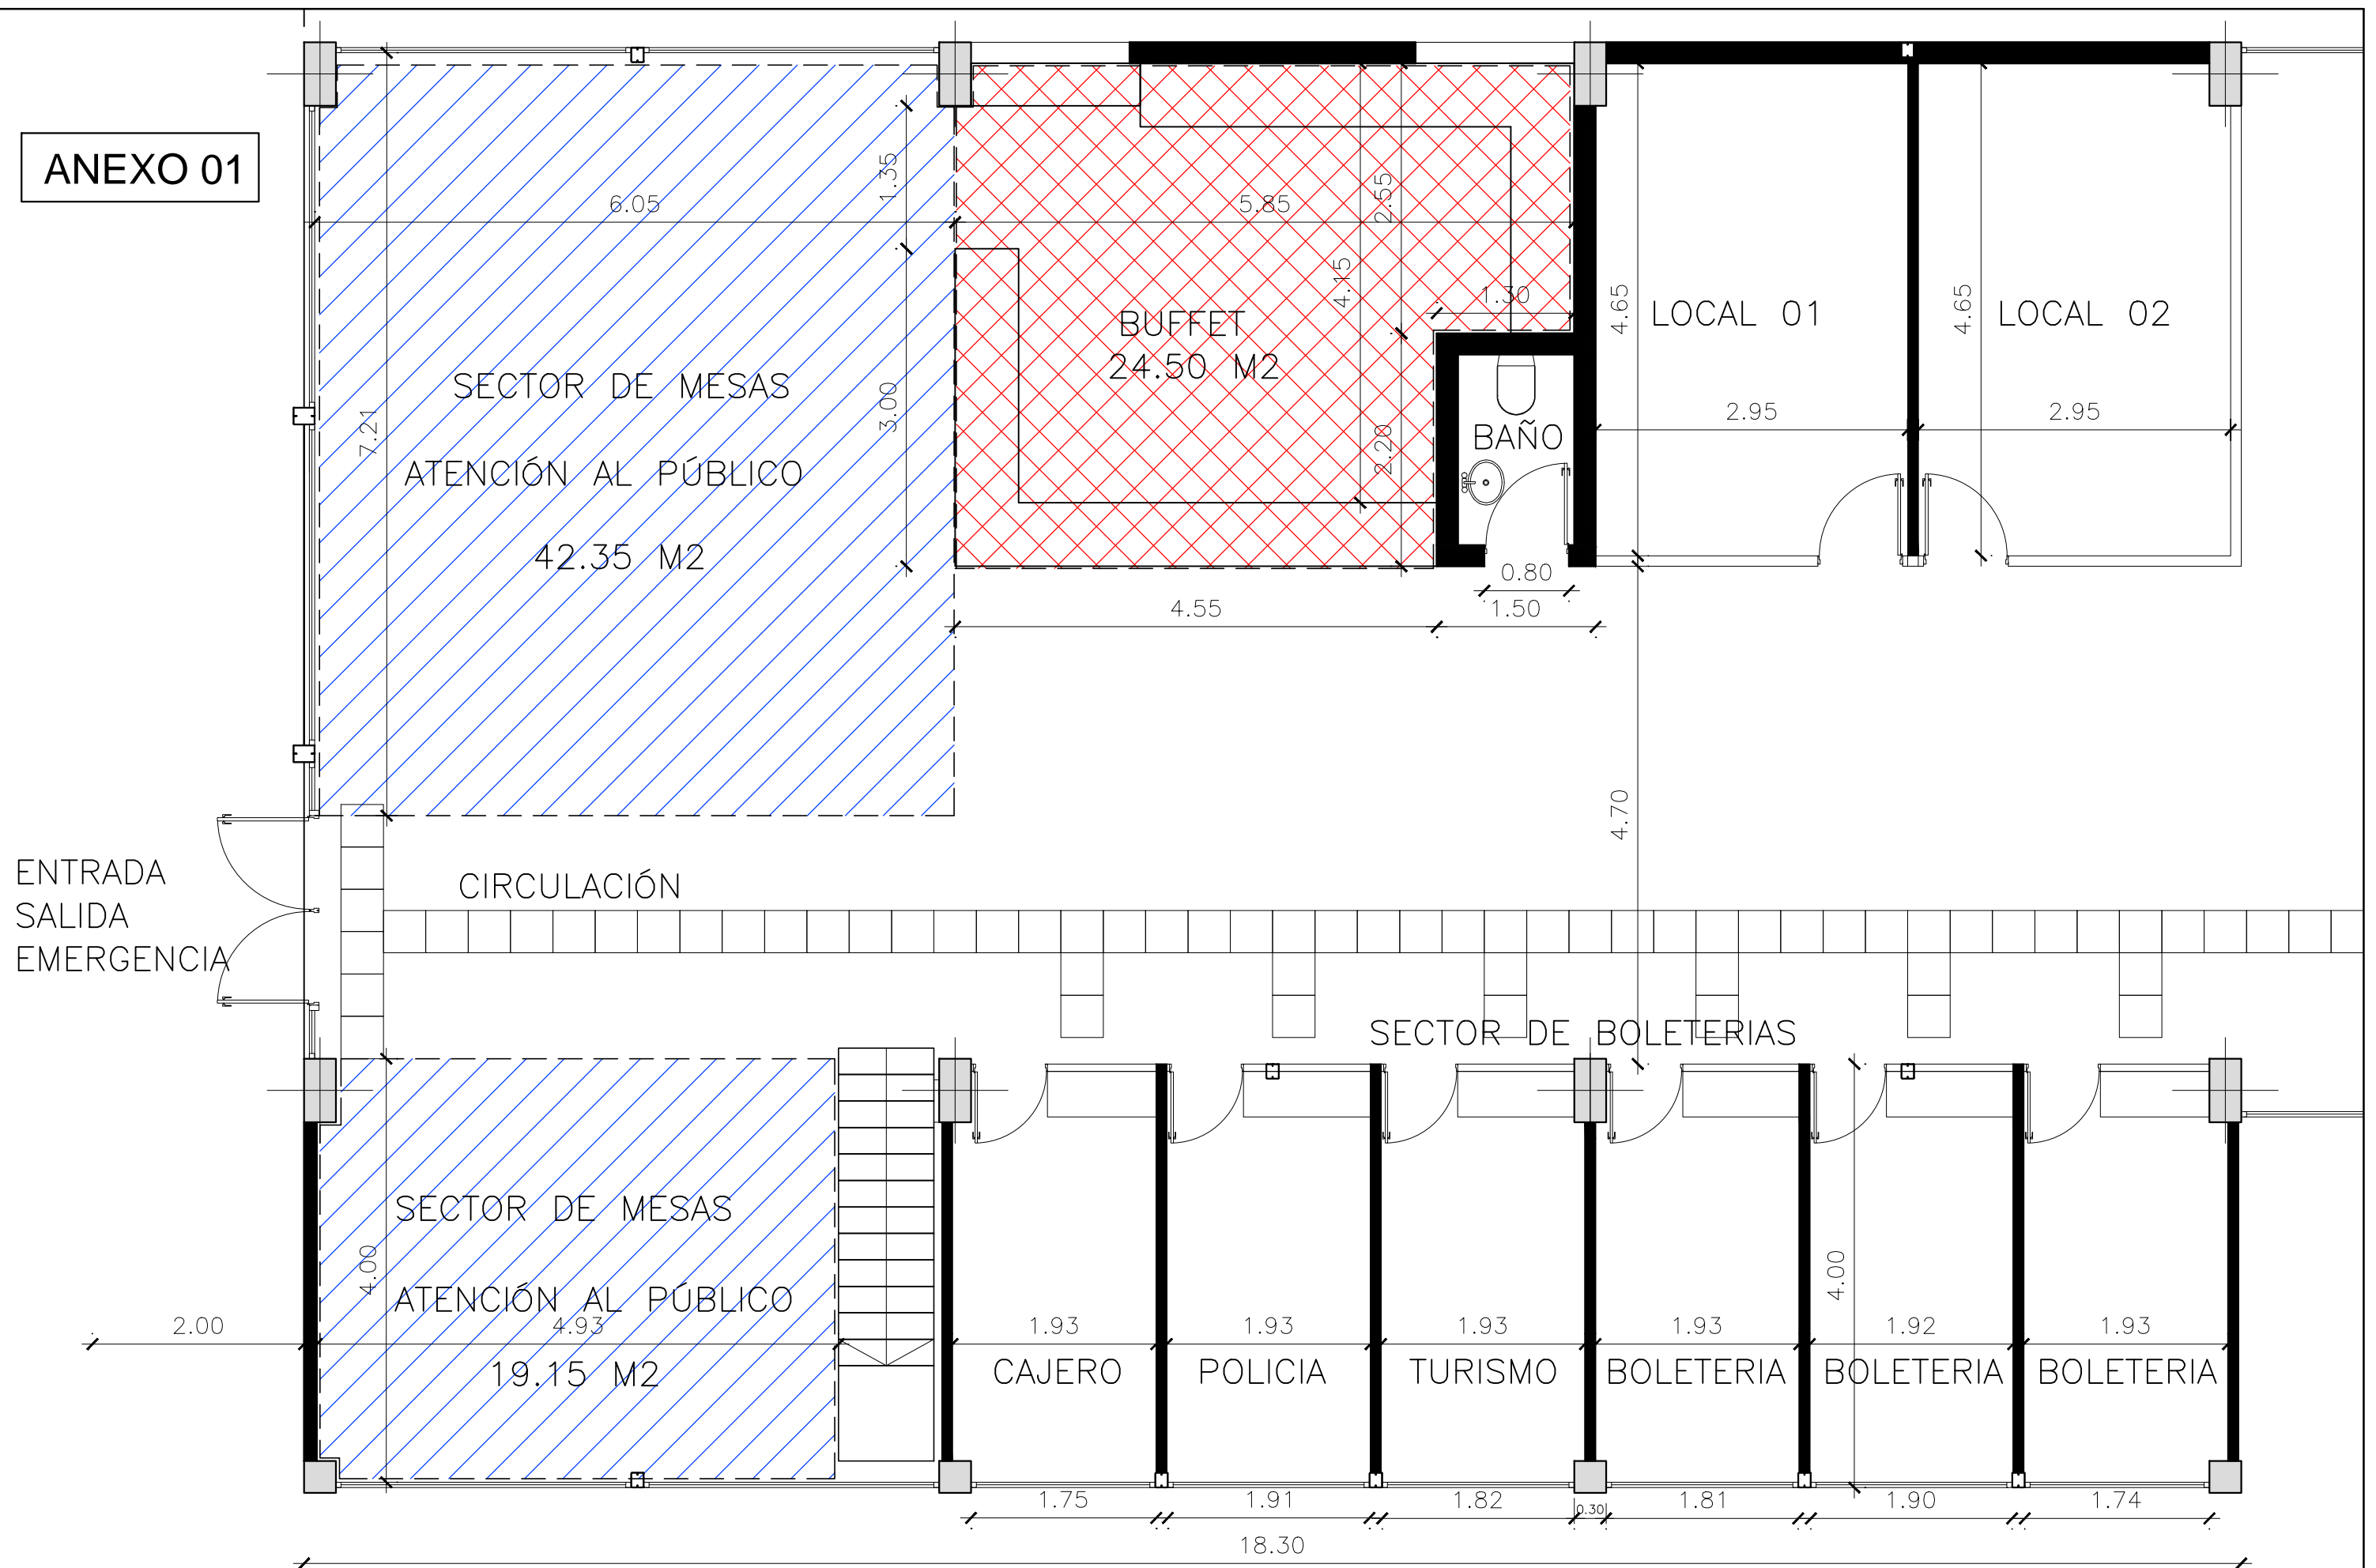 ANEXO 01
6.05
1.35
5.85
2.55
4.15
1.30
BUFFET
24.50 M2
4.65
LOCAL 01
4.65
LOCAL 02
SECTOR DE MESAS
7.21
3.00
2.20
BAÑO
2.95
2.95
ATENCIÓN AL PÚBLICO
42.35 M2
0.80
4.55
1.50
4.70
ENTRADA
SALIDA
EMERGENCIA
CIRCULACIÓN
SECTOR DE BOLETERIAS
SECTOR DE MESAS
4.00
ATENCIÓN AL PÚBLICO
4.00
2.00
4.93
1.93
1.93
1.93
1.93
1.92
1.93
19.15 M2
CAJERO
POLICIA
TURISMO
BOLETERIA
BOLETERIA
BOLETERIA
1.75
1.91
1.82
0.30
1.81
1.90
1.74
18.30